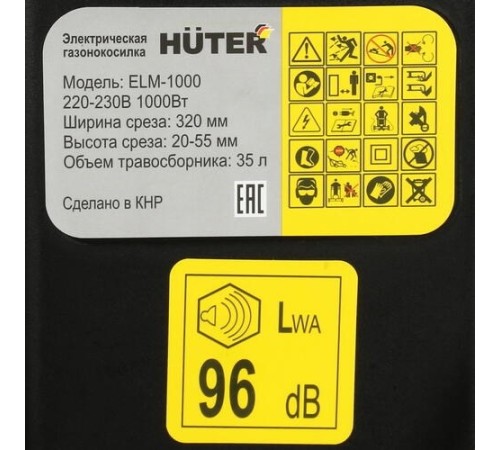 Электрическая
газонокосилка
HÜTER
Модель: ELM-1000
220-230В 1000Вт
Ширина среза: 320 мм
Высота среза: 20-55 мм
Объем травосборника: 35 л
Сделано в КНР
EAC
LWA
96 dB